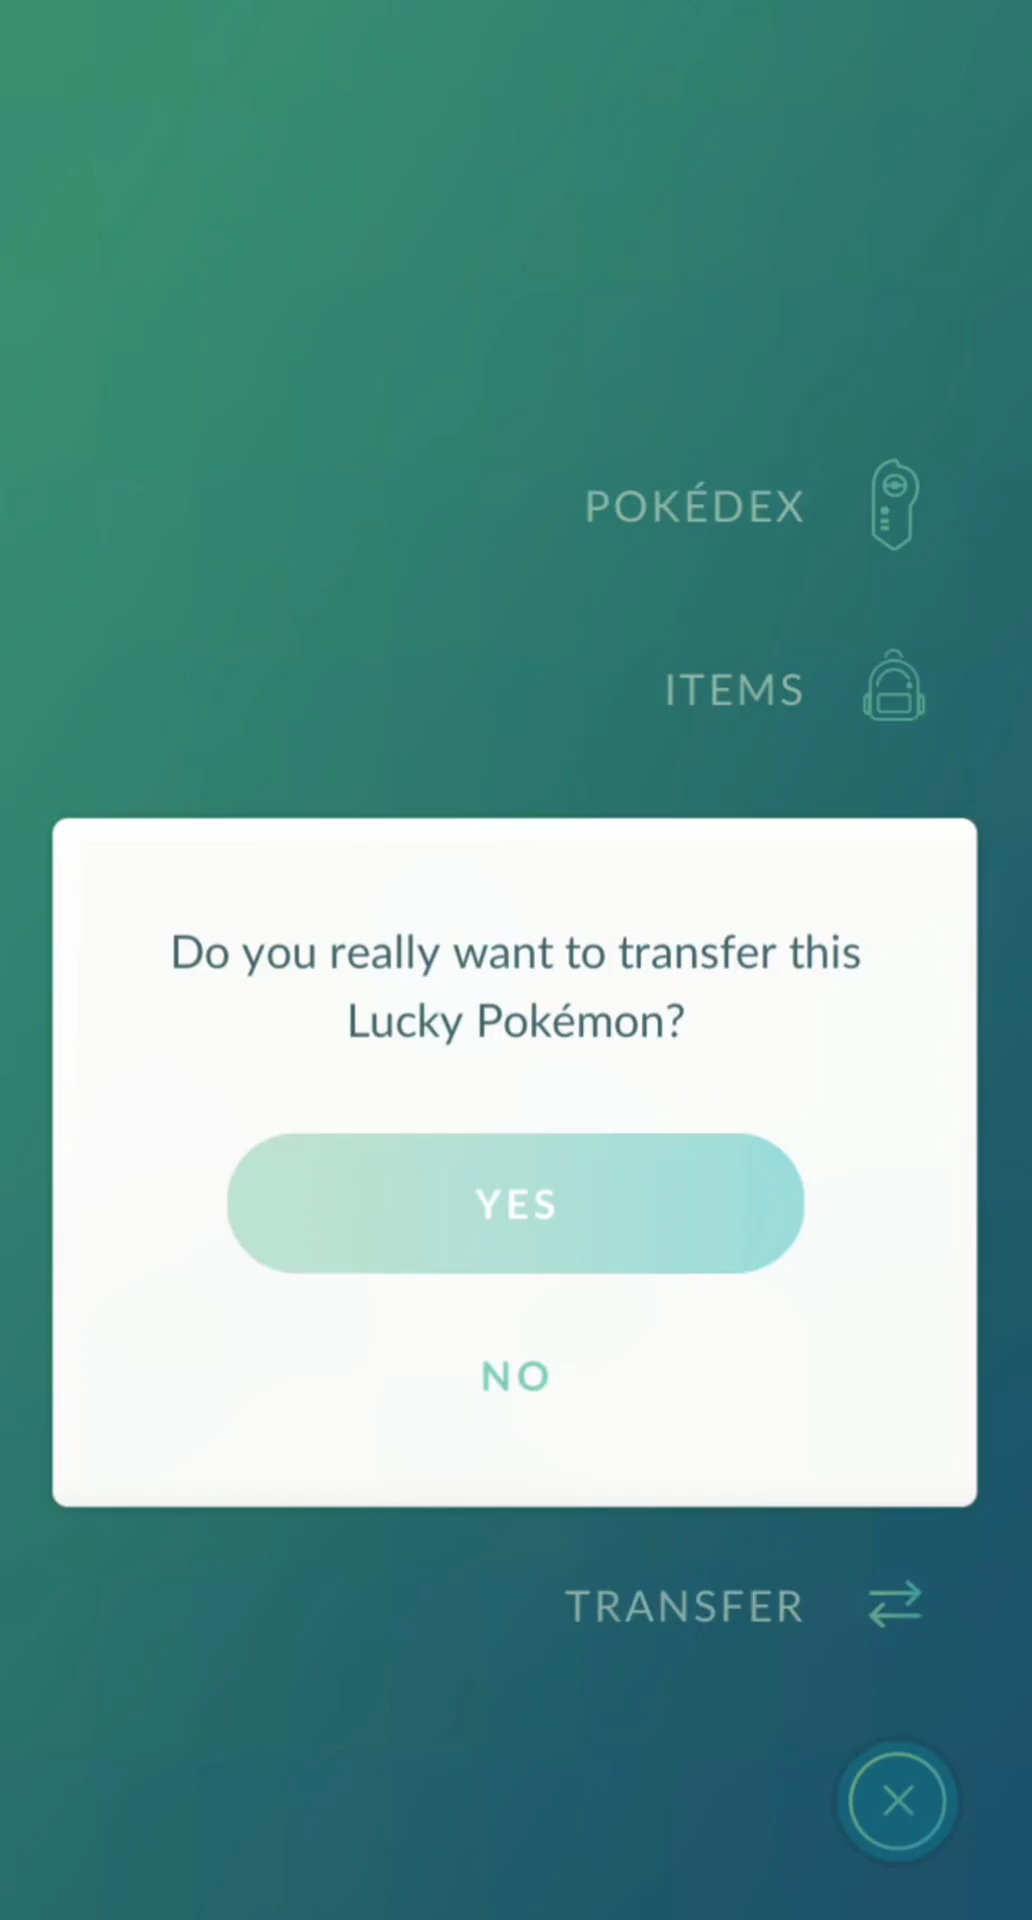 POKÉDEX
ITEMS
Do you really want to transfer this
Lucky Pokémon?
YES
NO
TRANSFER